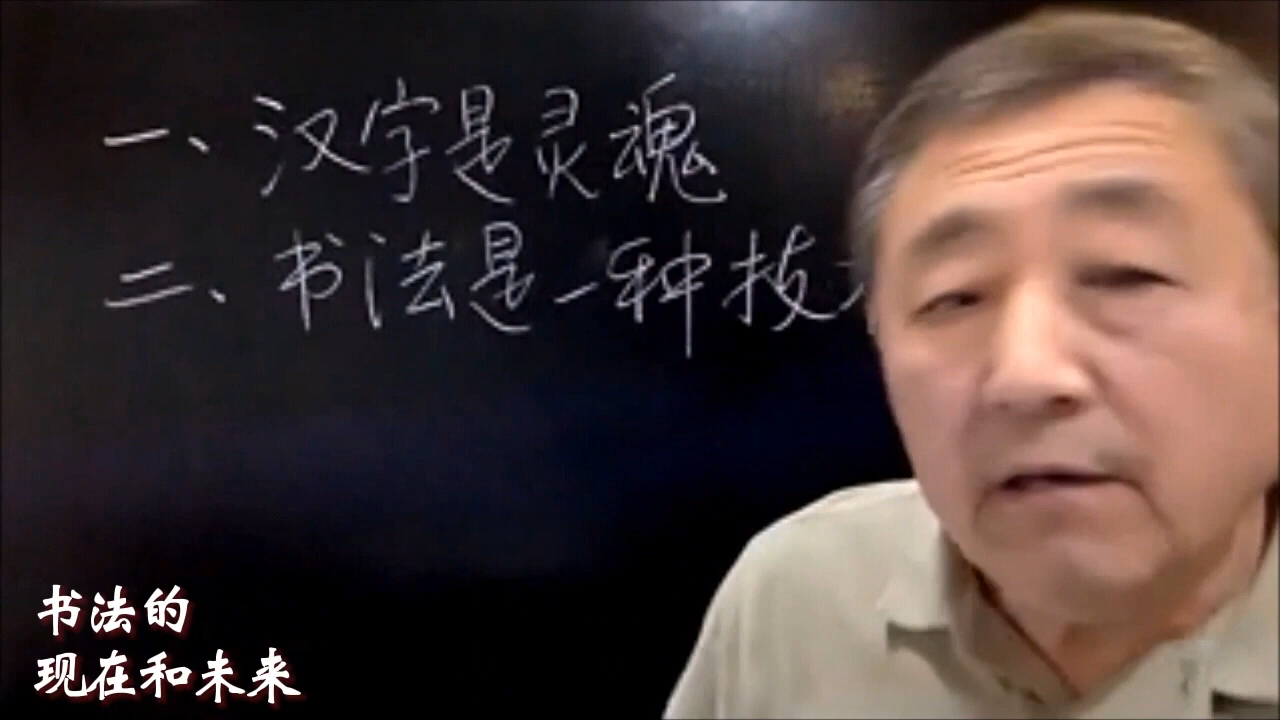 一、汉字是灵魂
二、书法是一种技
书法的
现在和未来